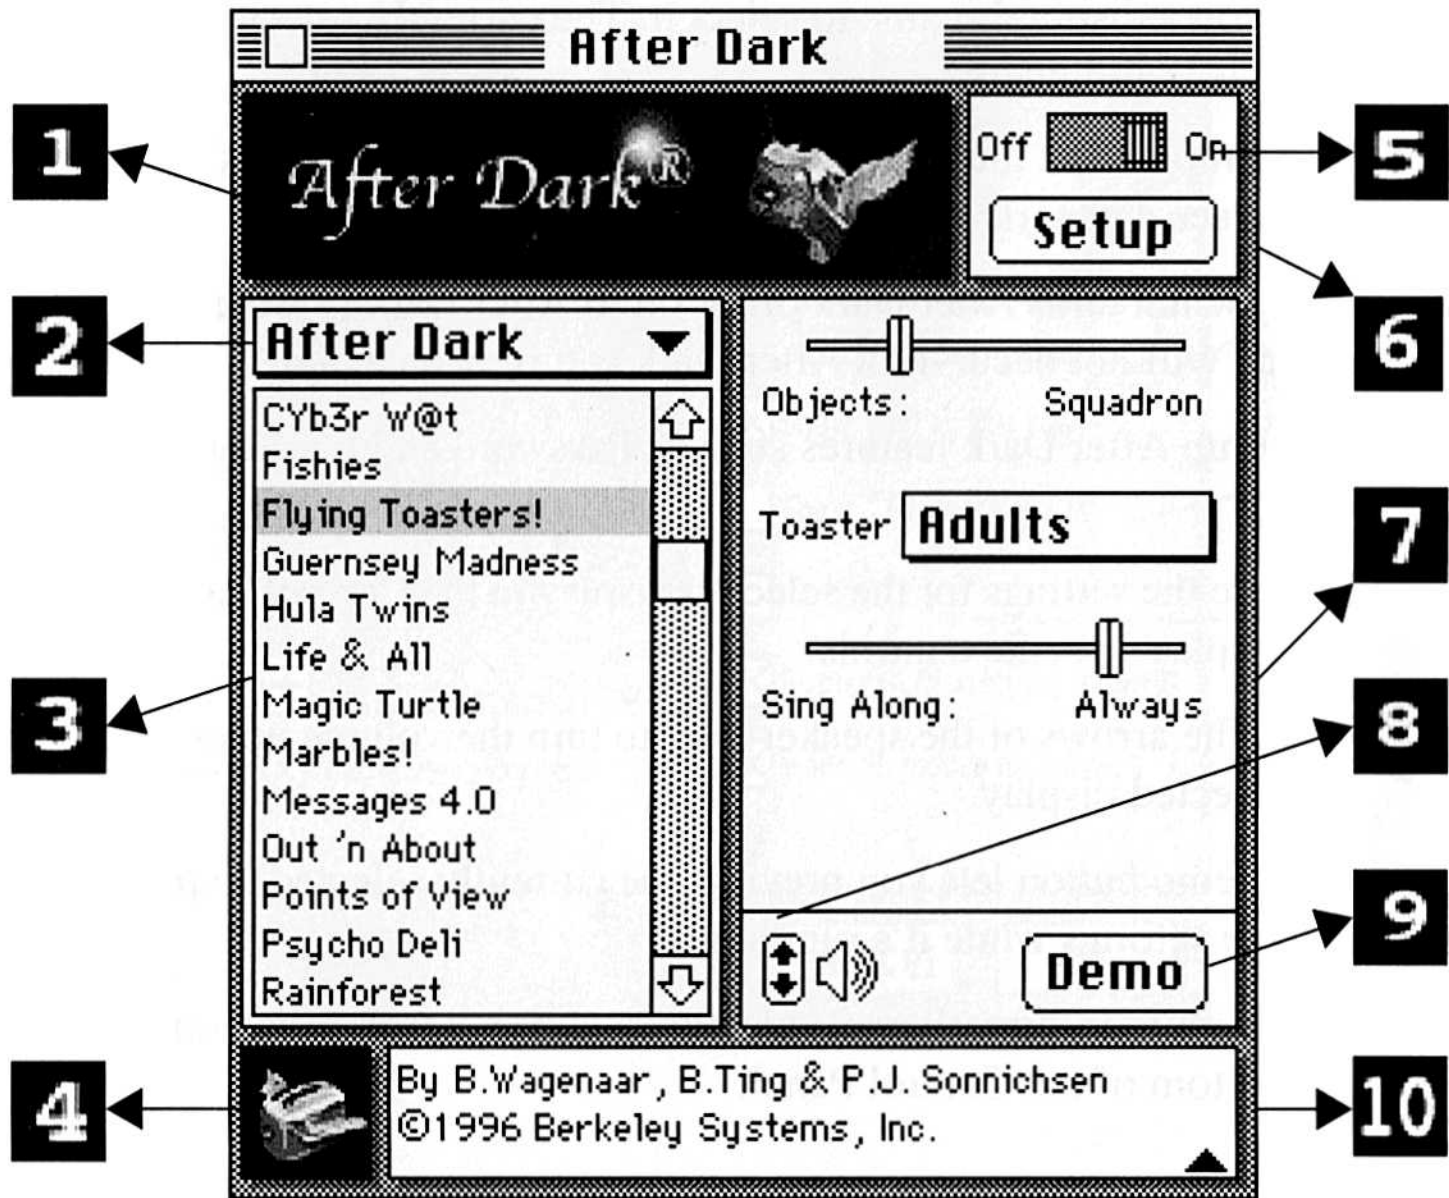 After Dark
1
After Dark®
Off On
5
Setup
2
After Dark
6
CYb3r W@t
Fishies
Flying Toasters!
Guernsey Madness
Hula Twins
Life & All
Magic Turtle
Marbles!
Messages 4.0
Out 'n About
Points of View
Psycho Deli
Rainforest
3
Objects: Squadron
Toaster Adults
7
Sing Along: Always
8
Demo
9
4
By B.Wagenaar, B.Ting & P.J. Sonnichsen
©1996 Berkeley Systems, Inc.
10